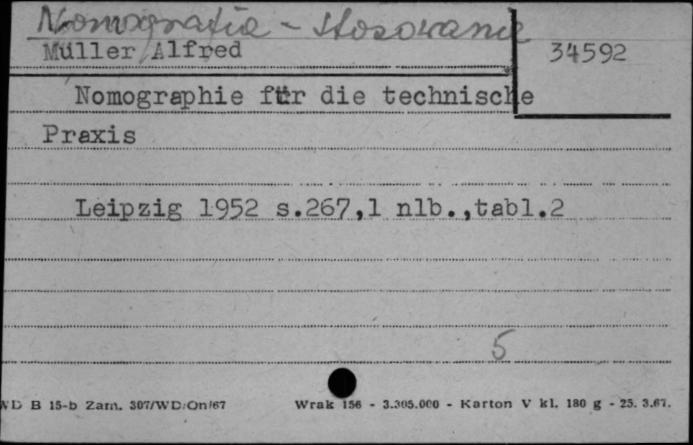 Nomografia - stosowanie
Müller Alfred
34592
Nomographie für die technische
Praxis
Leipzig 1952 s.267,1 nlb.,tabl.2
5
WD B 15-b Zam. 307/WD/On/67
Wrak 156 - 3.305.000 - Karton V kl. 180 g - 25. 3.67.